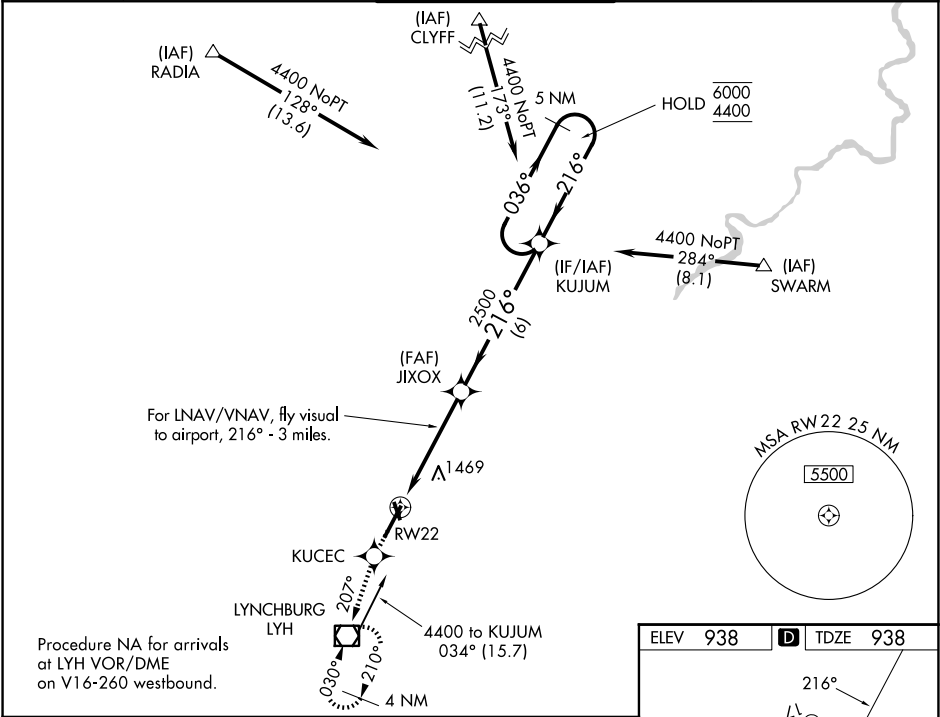 (IAF)
CLYFF
(IAF)
RADIA
4400 NoPT
128°
(13.6)
4400 NoPT
173°
(11.2)
5 NM
HOLD
6000
4400
036°
216°
(IF/IAF)
KUJUM
4400 NoPT
284°
(8.1)
(IAF)
SWARM
2500
216°
(6)
(FAF)
JIXOX
For LNAV/VNAV, fly visual
to airport, 216° - 3 miles.
1469
RW22
KUCEC
207°
LYNCHBURG
LYH
4400 to KUJUM
034° (15.7)
030°
210°
4 NM
Procedure NA for arrivals
at LYH VOR/DME
on V16-260 westbound.
MSA RW22 25 NM
5500
ELEV 938 D TDZE 938
216°